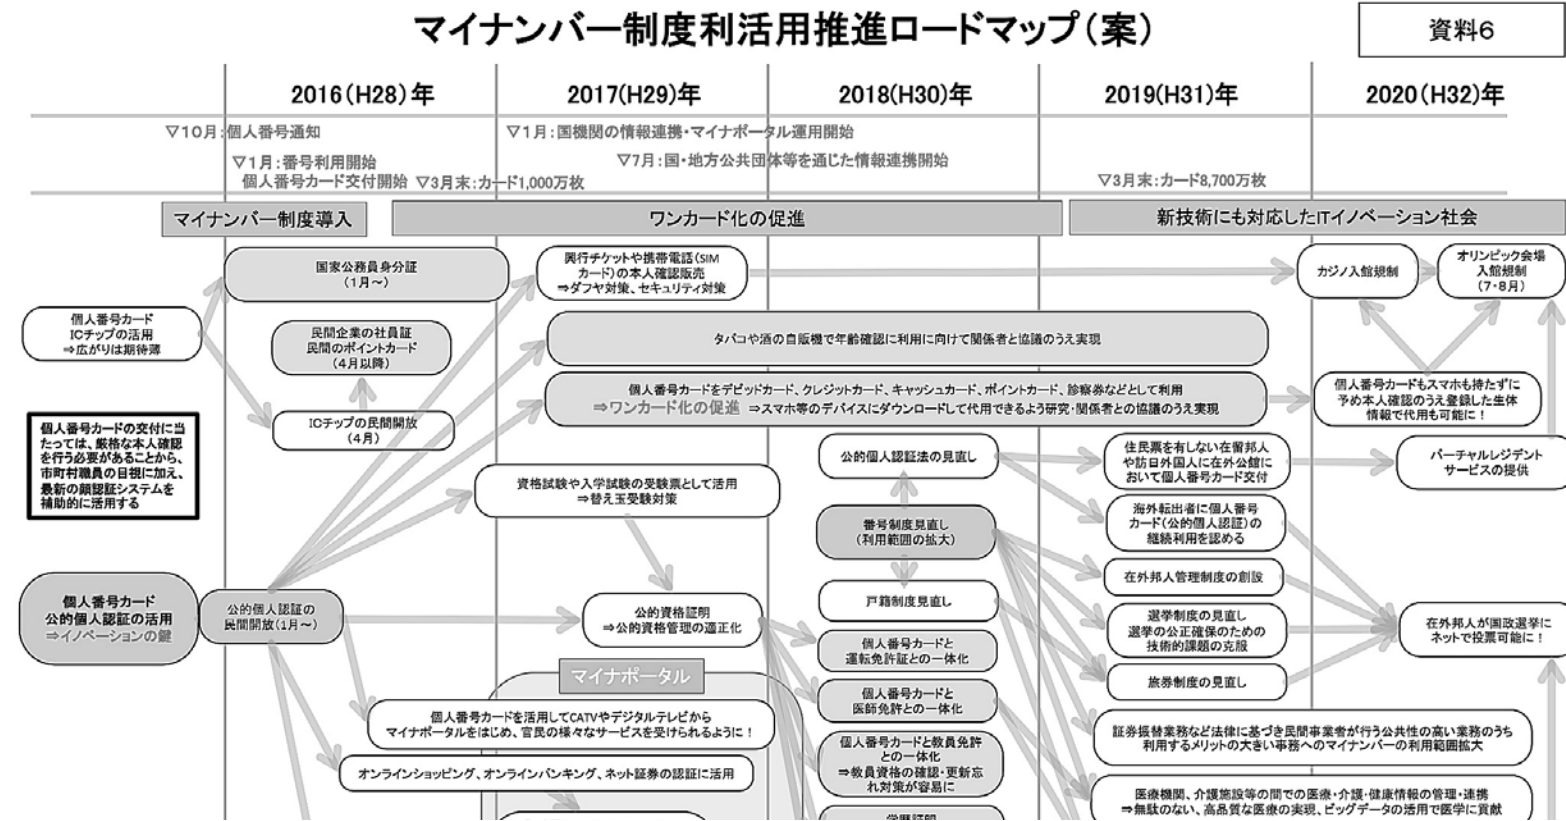 マイナンバー制度利活用推進ロードマップ(案)
資料6
2016(H28)年
2017(H29)年
2018(H30)年
2019(H31)年
2020(H32)年
▽10月:個人番号通知
▽1月:国機関の情報連携・マイナポータル運用開始
▽1月:番号利用開始
個人番号カード交付開始
▽7月:国・地方公共団体等を通じた情報連携開始
▽3月末:カード1,000万枚
▽3月末:カード8,700万枚
マイナンバー制度導入
ワンカード化の促進
新技術にも対応したITイノベーション社会
国家公務員身分証
(1月~)
興行チケットや携帯電話(SIM
カード)の本人確認販売
⇒ダフヤ対策、セキュリティ対策
カジノ入館規制
オリンピック会場
入館規制
(7・8月)
個人番号カード
ICチップの活用
⇒広がりは期待薄
民間企業の社員証
民間のポイントカード
(4月以降)
タバコや酒の自販機で年齢確認に利用に向けて関係者と協議のうえ実現
個人番号カードをデビッドカード、クレジットカード、キャッシュカード、ポイントカード、診察券などとして利用
⇒ワンカード化の促進 ⇒スマホ等のデバイスにダウンロードして代用できるよう研究・関係者との協議のうえ実現
個人番号カードもスマホも持たずに
予め本人確認のうえ登録した生体
情報で代用も可能に!
ICチップの民間開放
(4月)
個人番号カードの交付に当
たっては、厳格な本人確認
を行う必要があることから、
市町村職員の目視に加え、
最新の顔認証システムを
補助的に活用する
公的個人認証法の見直し
住民票を有しない在留邦人
や訪日外国人に在外公館に
おいて個人番号カード交付
バーチャルレジデント
サービスの提供
資格試験や入学試験の受験票として活用
⇒替え玉受験対策
番号制度見直し
(利用範囲の拡大)
海外転出者に個人番号
カード(公的個人認証)の
継続利用を認める
在外邦人管理制度の創設
個人番号カード
公的個人認証の活用
⇒イノベーションの鍵
公的個人認証の
民間開放(1月~)
公的資格証明
⇒公的資格管理の適正化
戸籍制度見直し
選挙制度の見直し
選挙の公正確保のための
技術的課題の克服
在外邦人が国政選挙に
ネットで投票可能に!
個人番号カードと
運転免許証との一体化
旅券制度の見直し
マイナポータル
個人番号カードと
医師免許との一体化
個人番号カードを活用してCATVやデジタルテレビから
マイナポータルをはじめ、官民の様々なサービスを受けられるように!
証券振替業務など法律に基づき民間事業者が行う公共性の高い業務のうち
利用するメリットの大きい事務へのマイナンバーの利用範囲拡大
個人番号カードと教員免許
との一体化
⇒教員資格の確認・更新忘
れ対策が容易に
オンラインショッピング、オンラインバンキング、ネット証券の認証に活用
医療機関、介護施設等の間での医療・介護・健康情報の管理・連携
⇒無駄のない、高品質な医療の実現、ビッグデータの活用で医学に貢献